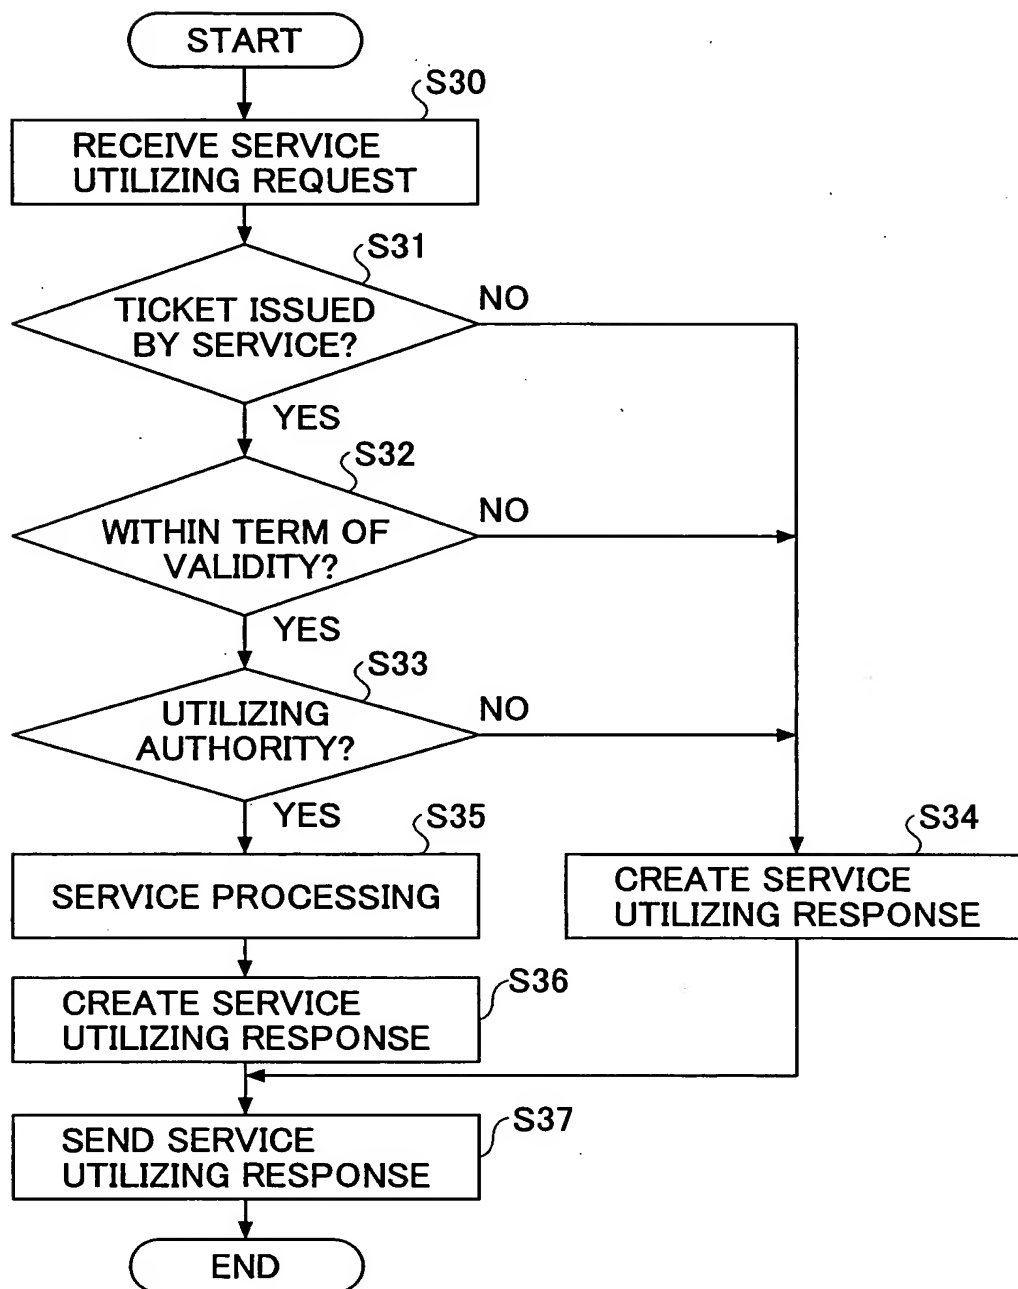 START
S30
RECEIVE SERVICE
UTILIZING REQUEST
S31
TICKET ISSUED
BY SERVICE?
NO
YES
S32
WITHIN TERM OF
VALIDITY?
NO
YES
S33
UTILIZING
AUTHORITY?
NO
YES
S35
SERVICE PROCESSING
S34
CREATE SERVICE
UTILIZING RESPONSE
S36
CREATE SERVICE
UTILIZING RESPONSE
S37
SEND SERVICE
UTILIZING RESPONSE
END